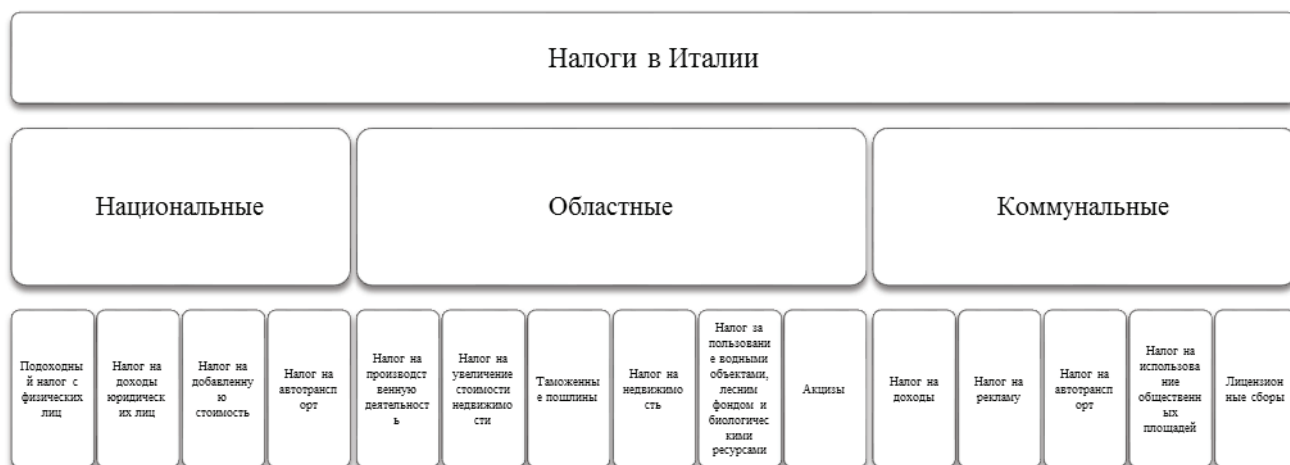 Налоги в Италии
Национальные
Областные
Коммунальные
Подоходны
й налог с
физических
лиц
Налог на
доходы
юридическ
их лиц
Налог на
добавленну
ю
стоимость
Налог на
автотрансп
орт
Налог на
производст
венную
деятельност
ь
Налог на
увеличение
стоимости
недвижимо
сти
Таможенны
е пошлины
Налог на
недвижимо
сть
Налог за
пользовани
е водными
объектами,
лесним
фондом и
биологичес
кими
ресурсами
Акцизы
Налог на
доходы
Налог на
рекламу
Налог на
автотрансп
орт
Налог на
использова
ние
общественн
ых
площадей
Лицензион
ные сборы